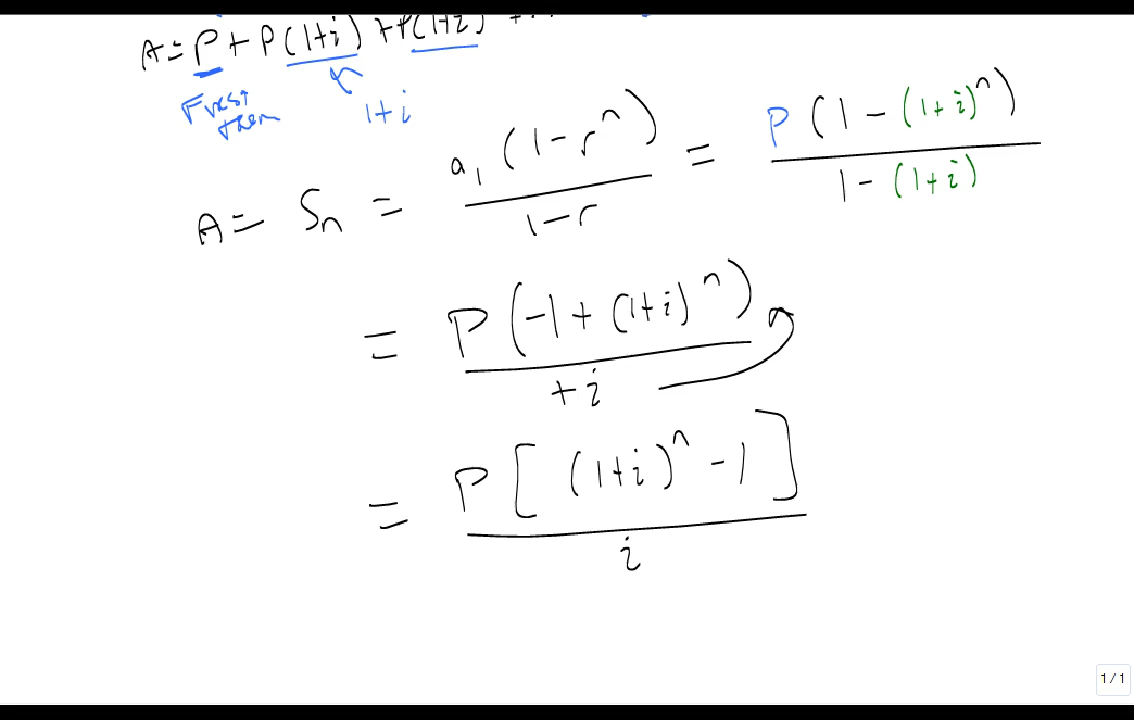 A = P + P(1+i) + P(1+i)
First
term
1+i
A = Sn = a₁(1-rⁿ) / 1-r = P(1-(1+i)ⁿ) / 1-(1+i)
= P(-1+(1+i)ⁿ) / +i
= P[(1+i)ⁿ-1] / i
1/1